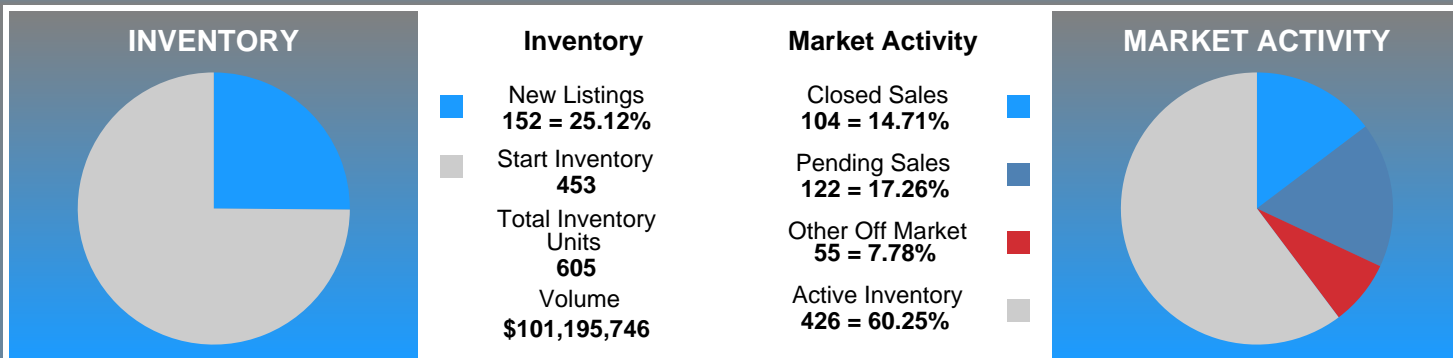 INVENTORY
Inventory
New Listings
152 = 25.12%
Start Inventory
453
Total Inventory
Units
605
Volume
$101,195,746
Market Activity
Closed Sales
104 = 14.71%
Pending Sales
122 = 17.26%
Other Off Market
55 = 7.78%
Active Inventory
426 = 60.25%
MARKET ACTIVITY